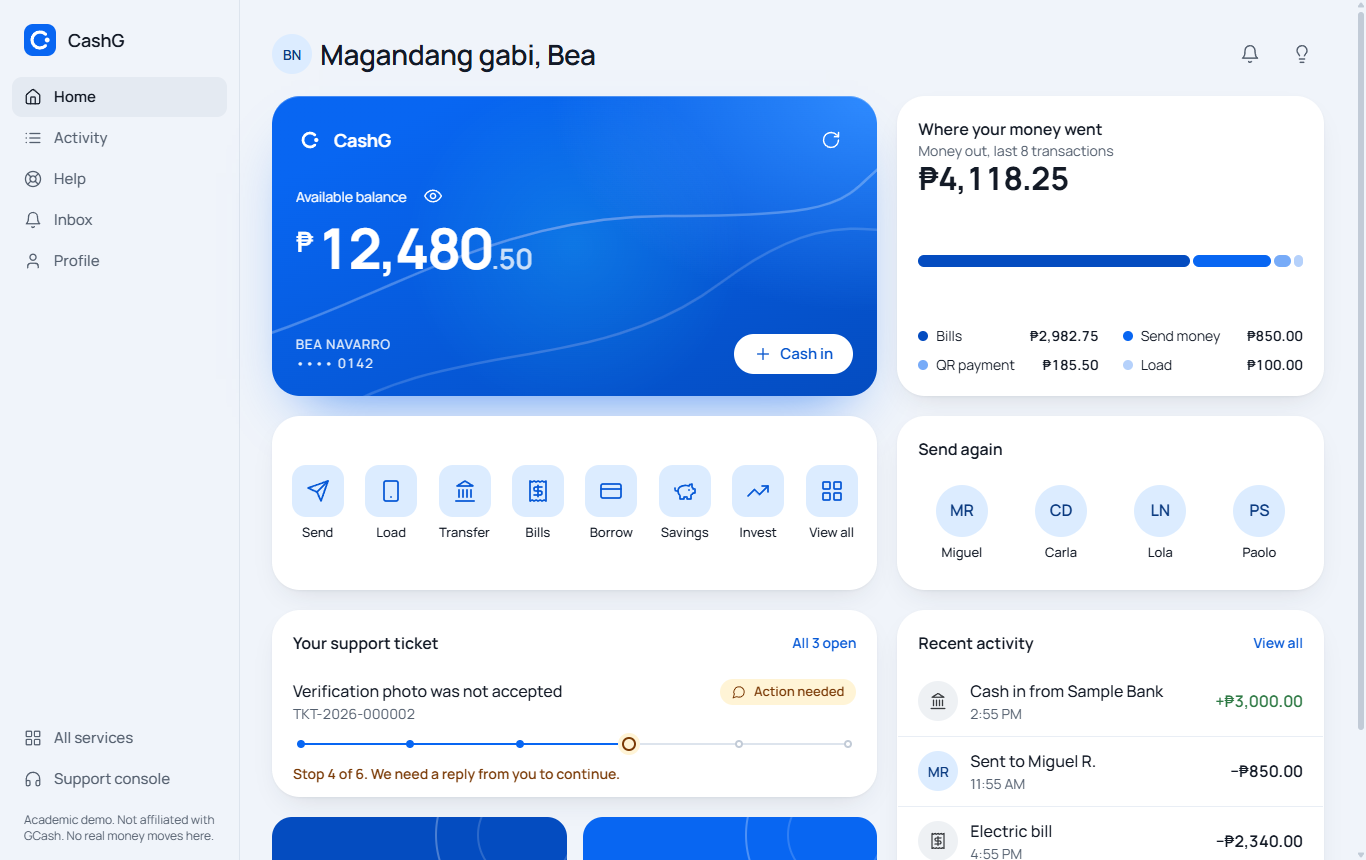 CashG
Home
Activity
Help
Inbox
Profile
All services
Support console
Academic demo. Not affiliated with
GCash. No real money moves here.
BN
Magandang gabi, Bea
CashG
Available balance
₱12,480.50
BEA NAVARRO
•••• 0142
Cash in
Where your money went
Money out, last 8 transactions
₱4,118.25
Bills ₱2,982.75
Send money ₱850.00
QR payment ₱185.50
Load ₱100.00
Send
Load
Transfer
Bills
Borrow
Savings
Invest
View all
Send again
MR
CD
LN
PS
Miguel
Carla
Lola
Paolo
Your support ticket
All 3 open
Verification photo was not accepted
Action needed
TKT-2026-000002
Stop 4 of 6. We need a reply from you to continue.
Recent activity
View all
Cash in from Sample Bank
2:55 PM
+₱3,000.00
MR
Sent to Miguel R.
11:55 AM
−₱850.00
Electric bill
4:55 PM
−₱2,340.00